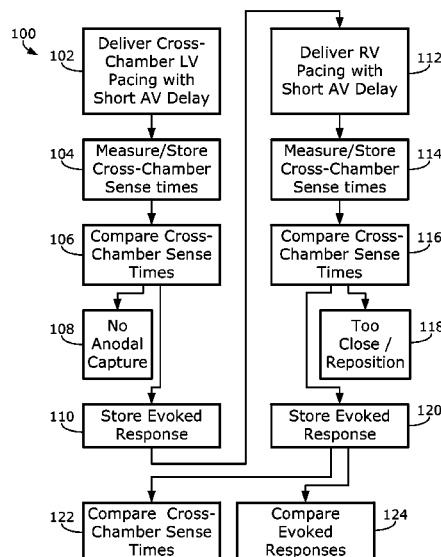 100
102
Deliver Cross-
Chamber LV
Pacing with
Short AV Delay
104
Measure/Store
Cross-Chamber
Sense times
106
Compare Cross-
Chamber Sense
Times
108
No
Anodal
Capture
110
Store Evoked
Response
112
Deliver RV
Pacing with
Short AV Delay
114
Measure/Store
Cross-Chamber
Sense times
116
Compare Cross-
Chamber Sense
Times
118
Too
Close /
Reposition
120
Store Evoked
Response
122
Compare Cross-
Chamber Sense
Times
124
Compare
Evoked
Responses